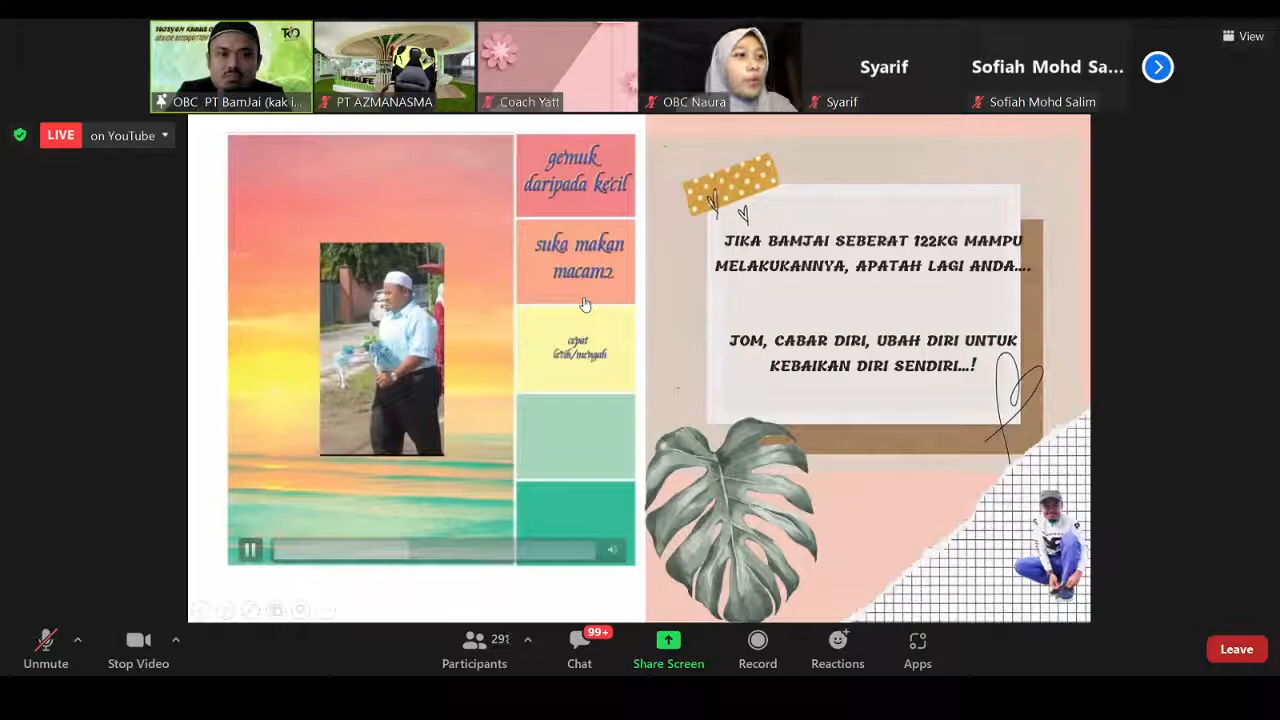 View
Syarif
Sofiah Mohd Sa...
OBC PT BamJai (kak i...
PT AZMANASMA
Coach Yatt
OBC Naura
Syarif
Sofiah Mohd Salim
LIVE
on YouTube
gemuk
daripada kecil
suka makan
macam2
cepat
letih/mengah
JIKA BAMJAI SEBERAT 122KG MAMPU
MELAKUKANNYA, APATAH LAGI ANDA....
JOM, CABAR DIRI, UBAH DIRI UNTUK
KEBAIKAN DIRI SENDIRI...!
99+
Unmute
Stop Video
Participants
Chat
Share Screen
Record
Reactions
Apps
Leave